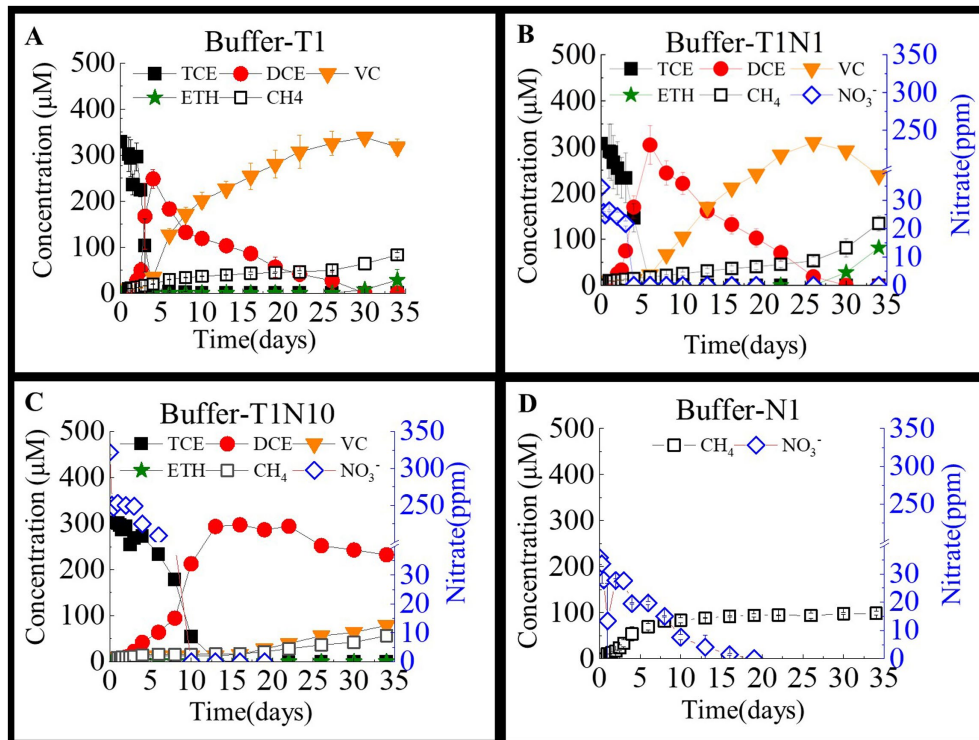 A
Buffer-T1
TCE DCE VC
ETH CH4
Concentration (μM)
500
400
300
200
100
0
0 5 10 15 20 25 30 35
Time(days)
B
Buffer-T1N1
TCE DCE VC
ETH CH₄ NO₃⁻
Concentration (μM)
500
400
300
200
100
0
Nitrate(ppm)
350
300
250
30
20
10
0
0 5 10 15 20 25 30 35
Time(days)
C
Buffer-T1N10
TCE DCE VC
ETH CH₄ NO₃⁻
Concentration (μM)
500
400
300
200
100
0
Nitrate(ppm)
350
300
250
30
25
20
15
10
5
0
0 5 10 15 20 25 30 35
Time(days)
D
Buffer-N1
CH₄ NO₃⁻
Concentration (μM)
500
400
300
200
100
0
Nitrate(ppm)
350
300
250
30
20
10
0
0 5 10 15 20 25 30 35
Time(days)